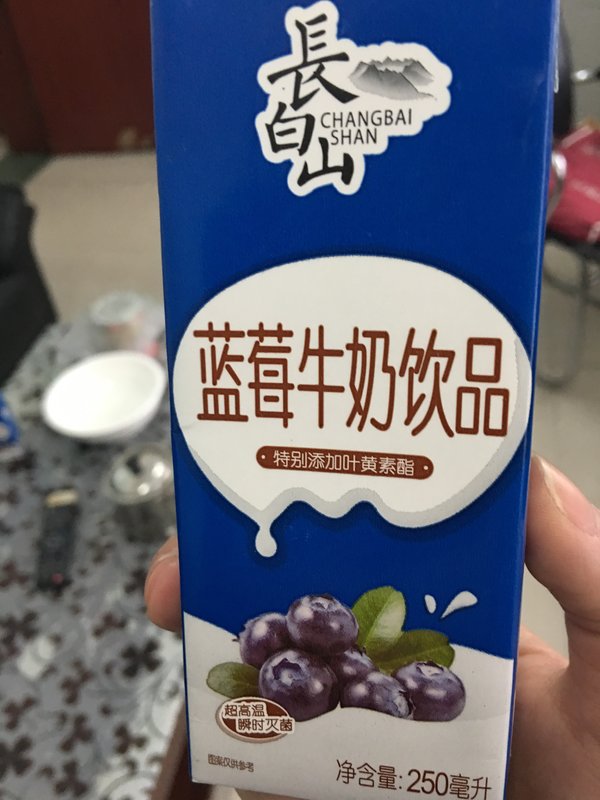 長白山
CHANGBAI
SHAN
蓝莓牛奶饮品
·特别添加叶黄素酯·
超高温
瞬时灭菌
图案仅供参考
净含量:250毫升